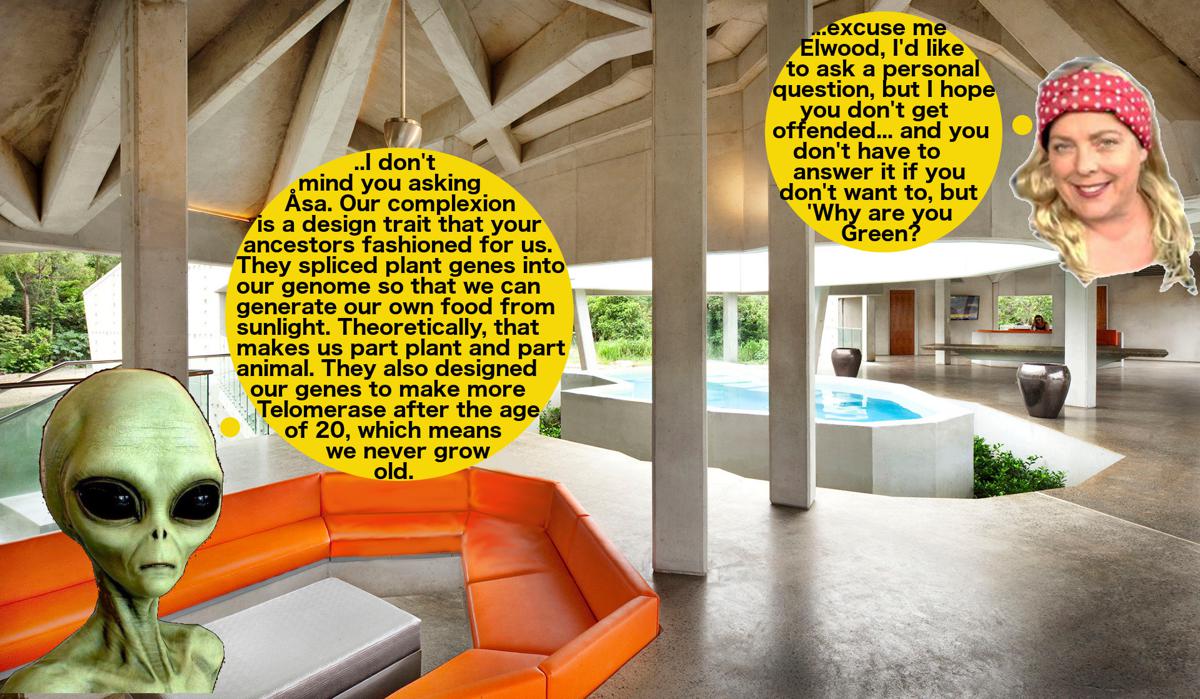 ...excuse me
Elwood, I'd like
to ask a personal
question, but I hope
you don't get
offended... and you
don't have to
answer it if you
don't want to, but
'Why are you
Green?
..I don't
mind you asking
Åsa. Our complexion
is a design trait that your
ancestors fashioned for us.
They spliced plant genes into
our genome so that we can
generate our own food from
sunlight. Theoretically, that
makes us part plant and part
animal. They also designed
our genes to make more
Telomerase after the age
of 20, which means
we never grow
old.